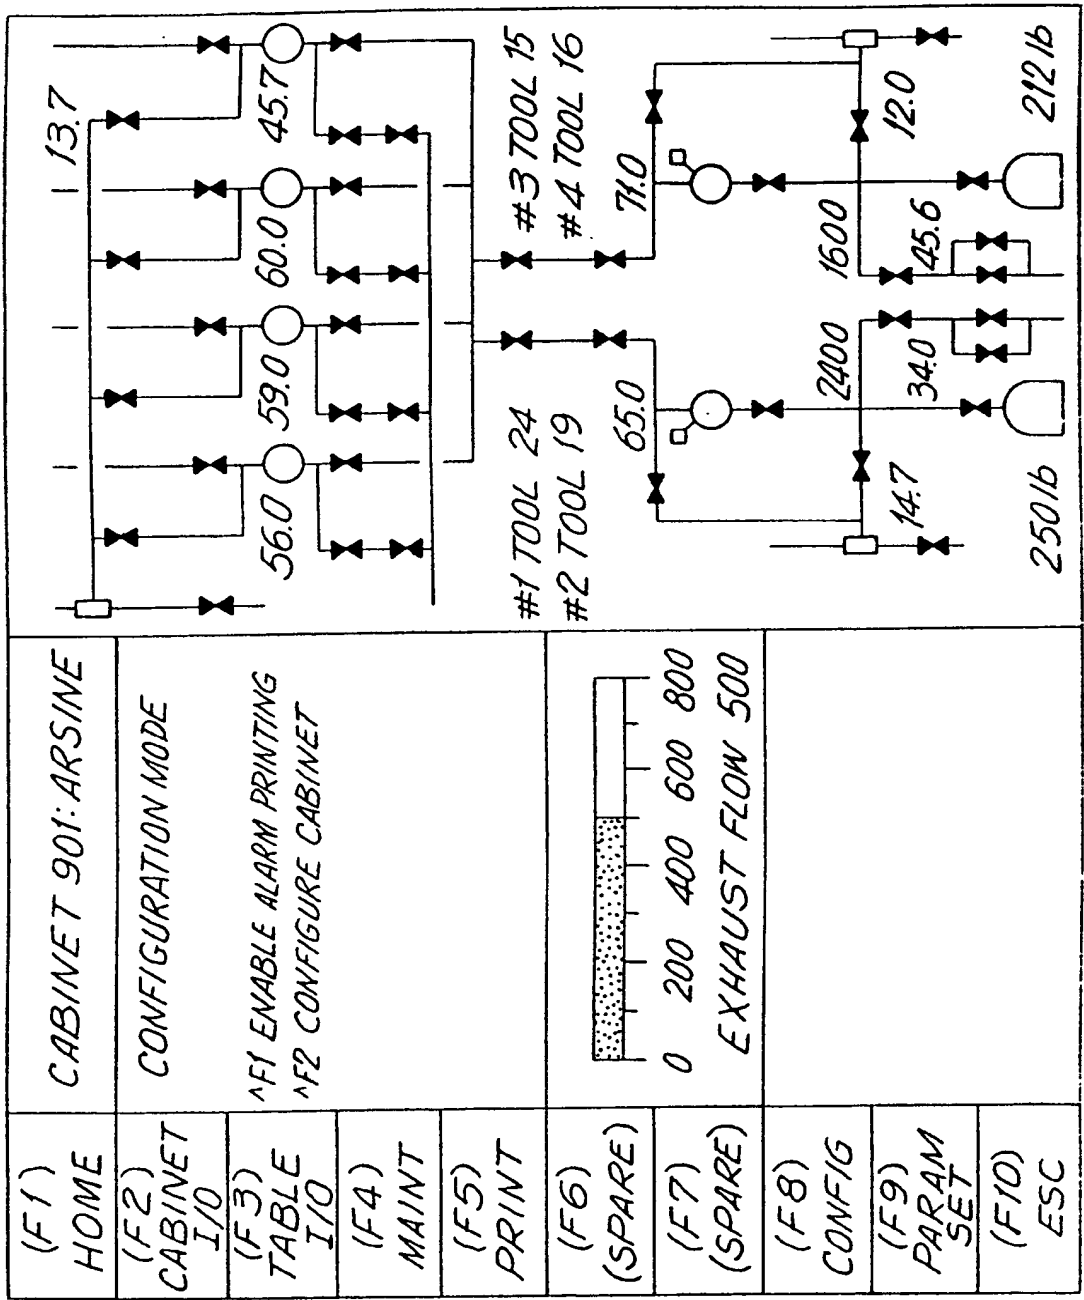 (F1)
HOME
(F2)
CABINET
I/O
(F3)
TABLE
I/O
(F4)
MAINT
(F5)
PRINT
(F6)
(SPARE)
(F7)
(SPARE)
(F8)
CONFIG
(F9)
PARAM
SET
(F10)
ESC
CABINET 901: ARSINE
CONFIGURATION MODE
^F1 ENABLE ALARM PRINTING
^F2 CONFIGURE CABINET
0 200 400 600 800
EXHAUST FLOW 500
13.7
56.0 59.0 60.0 45.7
#1 TOOL 24
#2 TOOL 19
#3 TOOL 15
#4 TOOL 16
65.0 71.0
2400 1600
14.7 34.0 45.6 12.0
250 lb 212 lb